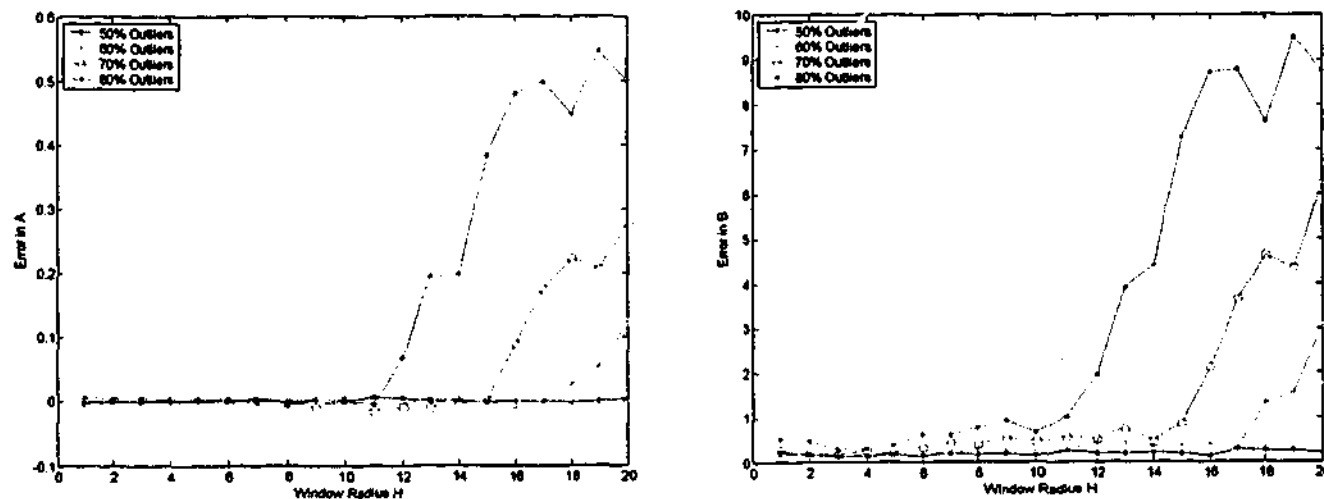 50% Outliers
60% Outliers
70% Outliers
80% Outliers
0.6
0.5
0.4
0.3
0.2
0.1
0
-0.1
Error in A
0 2 4 6 8 10 12 14 16 18 20
Window Radius H
50% Outliers
60% Outliers
70% Outliers
80% Outliers
10
9
8
7
6
5
4
3
2
1
0
Error in B
0 2 4 6 8 10 12 14 16 18 20
Window Radius H